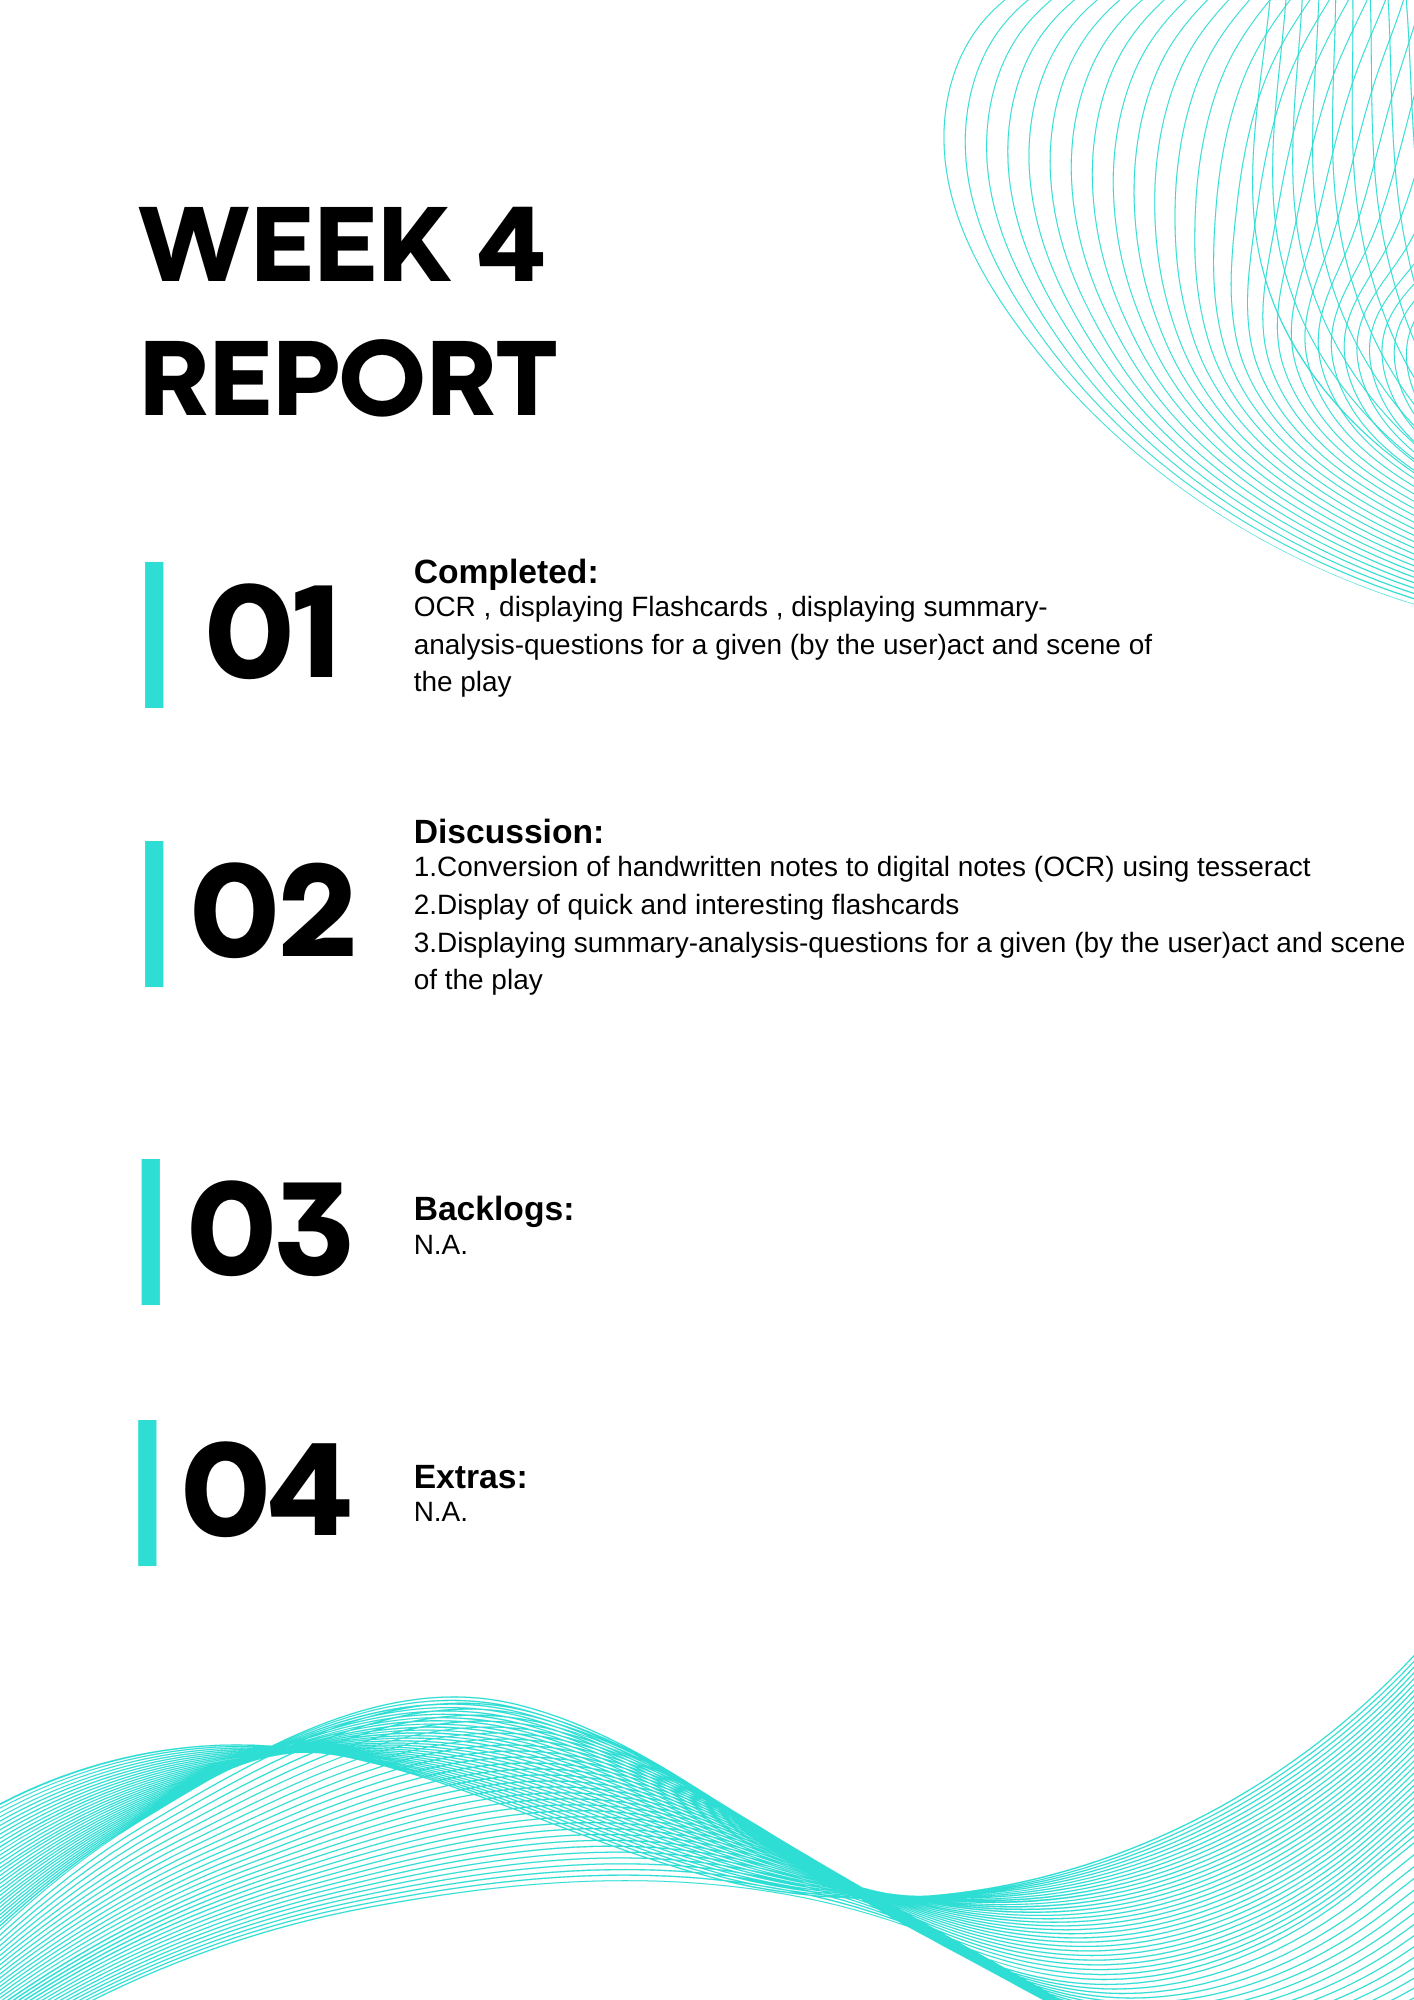 WEEK 4
REPORT
01
Completed:
OCR , displaying Flashcards , displaying summary-
analysis-questions for a given (by the user)act and scene of
the play
02
Discussion:
1.Conversion of handwritten notes to digital notes (OCR) using tesseract
2.Display of quick and interesting flashcards
3.Displaying summary-analysis-questions for a given (by the user)act and scene
of the play
03
Backlogs:
N.A.
04
Extras:
N.A.